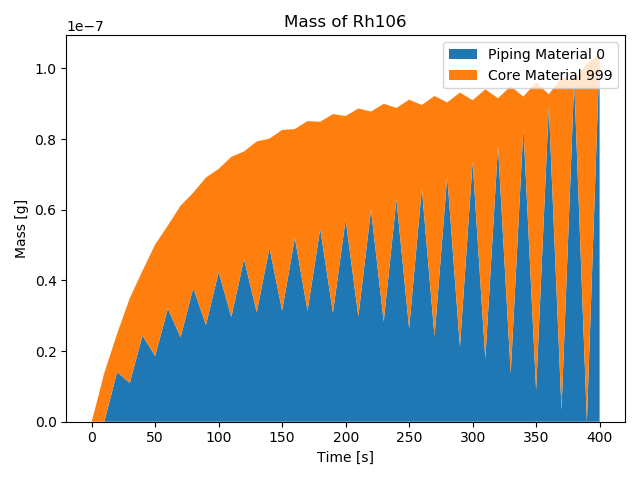 Mass of Rh106
1e−7
Piping Material 0
Core Material 999
1.0
0.8
0.6
0.4
0.2
0.0
Mass [g]
0 50 100 150 200 250 300 350 400
Time [s]